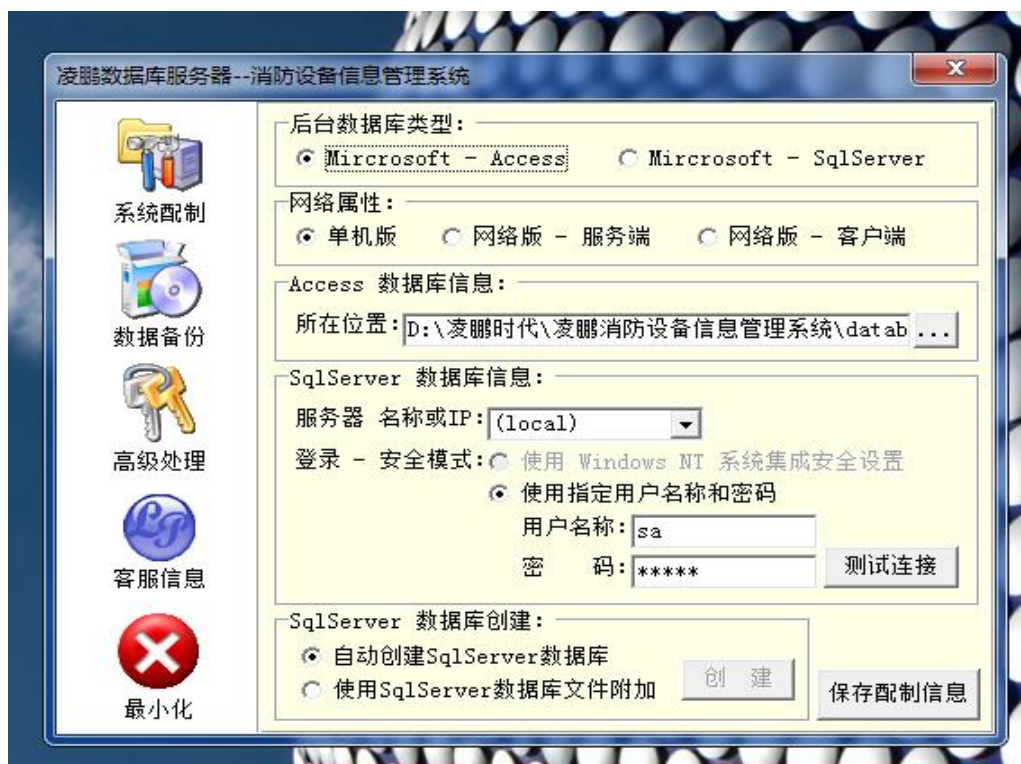 凌鹏数据库服务器--消防设备信息管理系统
系统配制
数据备份
高级处理
客服信息
最小化
后台数据库类型:
Mircrosoft - Access
Mircrosoft - SqlServer
网络属性:
单机版
网络版 - 服务端
网络版 - 客户端
Access 数据库信息:
所在位置: D:\凌鹏时代\凌鹏消防设备信息管理系统\datab ...
SqlServer 数据库信息:
服务器 名称或IP: (local)
登录 - 安全模式: 使用 Windows NT 系统集成安全设置
使用指定用户名称和密码
用户名称: sa
密 码: *****
测试连接
SqlServer 数据库创建:
自动创建SqlServer数据库
使用SqlServer数据库文件附加
创 建
保存配制信息